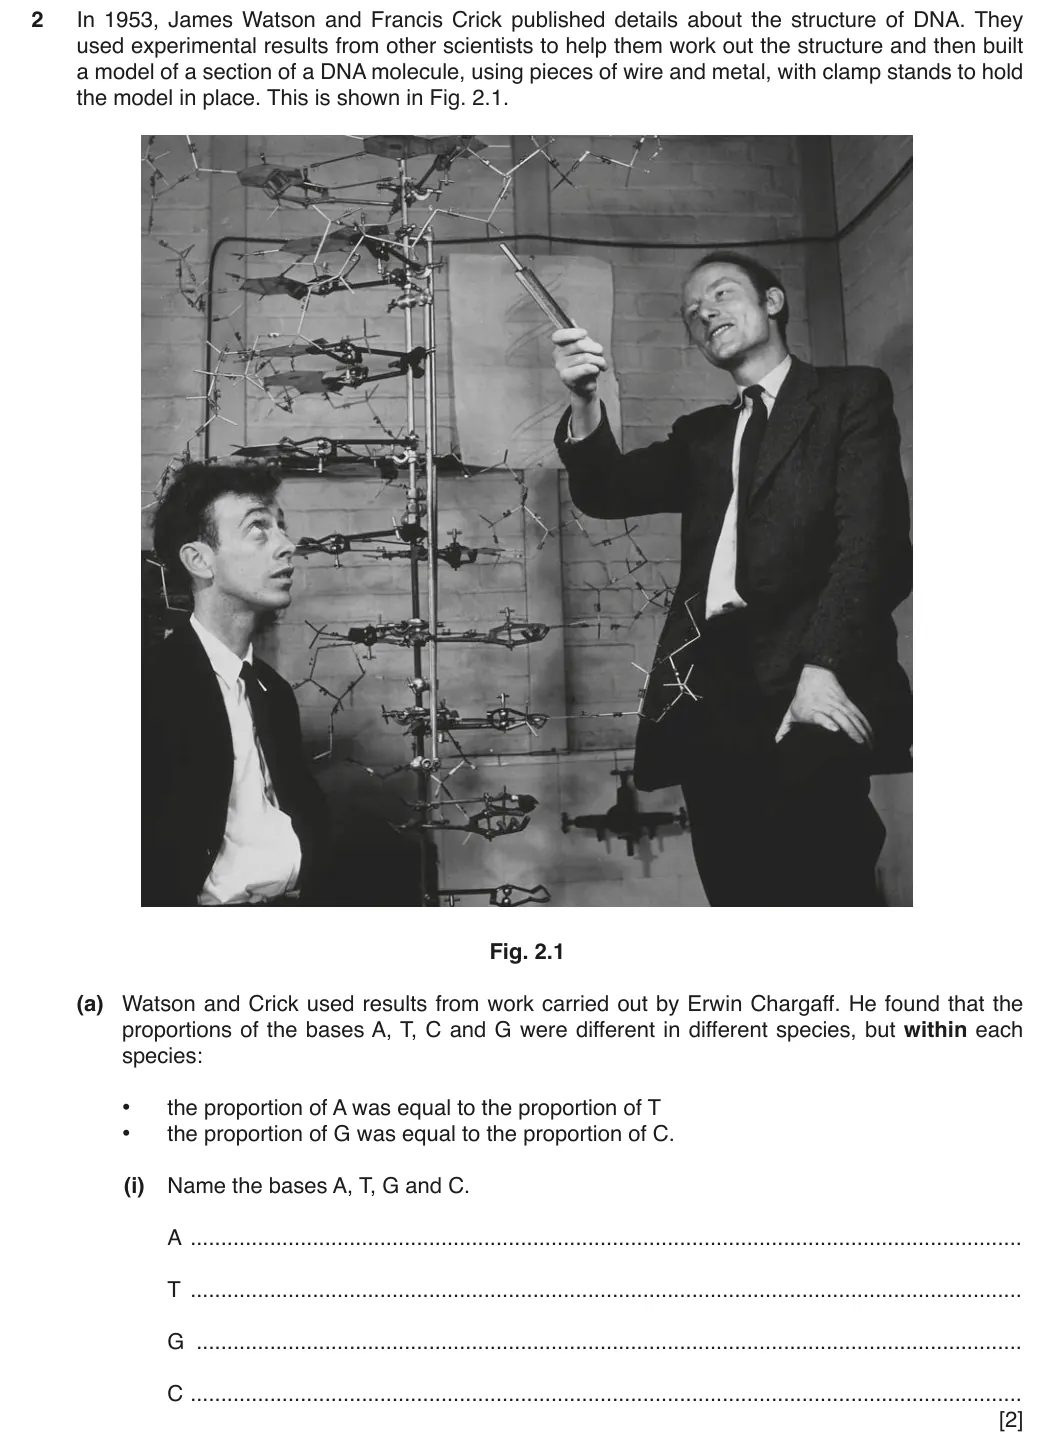 2 In 1953, James Watson and Francis Crick published details about the structure of DNA. They
used experimental results from other scientists to help them work out the structure and then built
a model of a section of a DNA molecule, using pieces of wire and metal, with clamp stands to hold
the model in place. This is shown in Fig. 2.1.
Fig. 2.1
(a) Watson and Crick used results from work carried out by Erwin Chargaff. He found that the
proportions of the bases A, T, C and G were different in different species, but within each
species:
• the proportion of A was equal to the proportion of T
• the proportion of G was equal to the proportion of C.
(i) Name the bases A, T, G and C.
A ..........................................................................................................................................
T ..........................................................................................................................................
G .........................................................................................................................................
C ..........................................................................................................................................
[2]